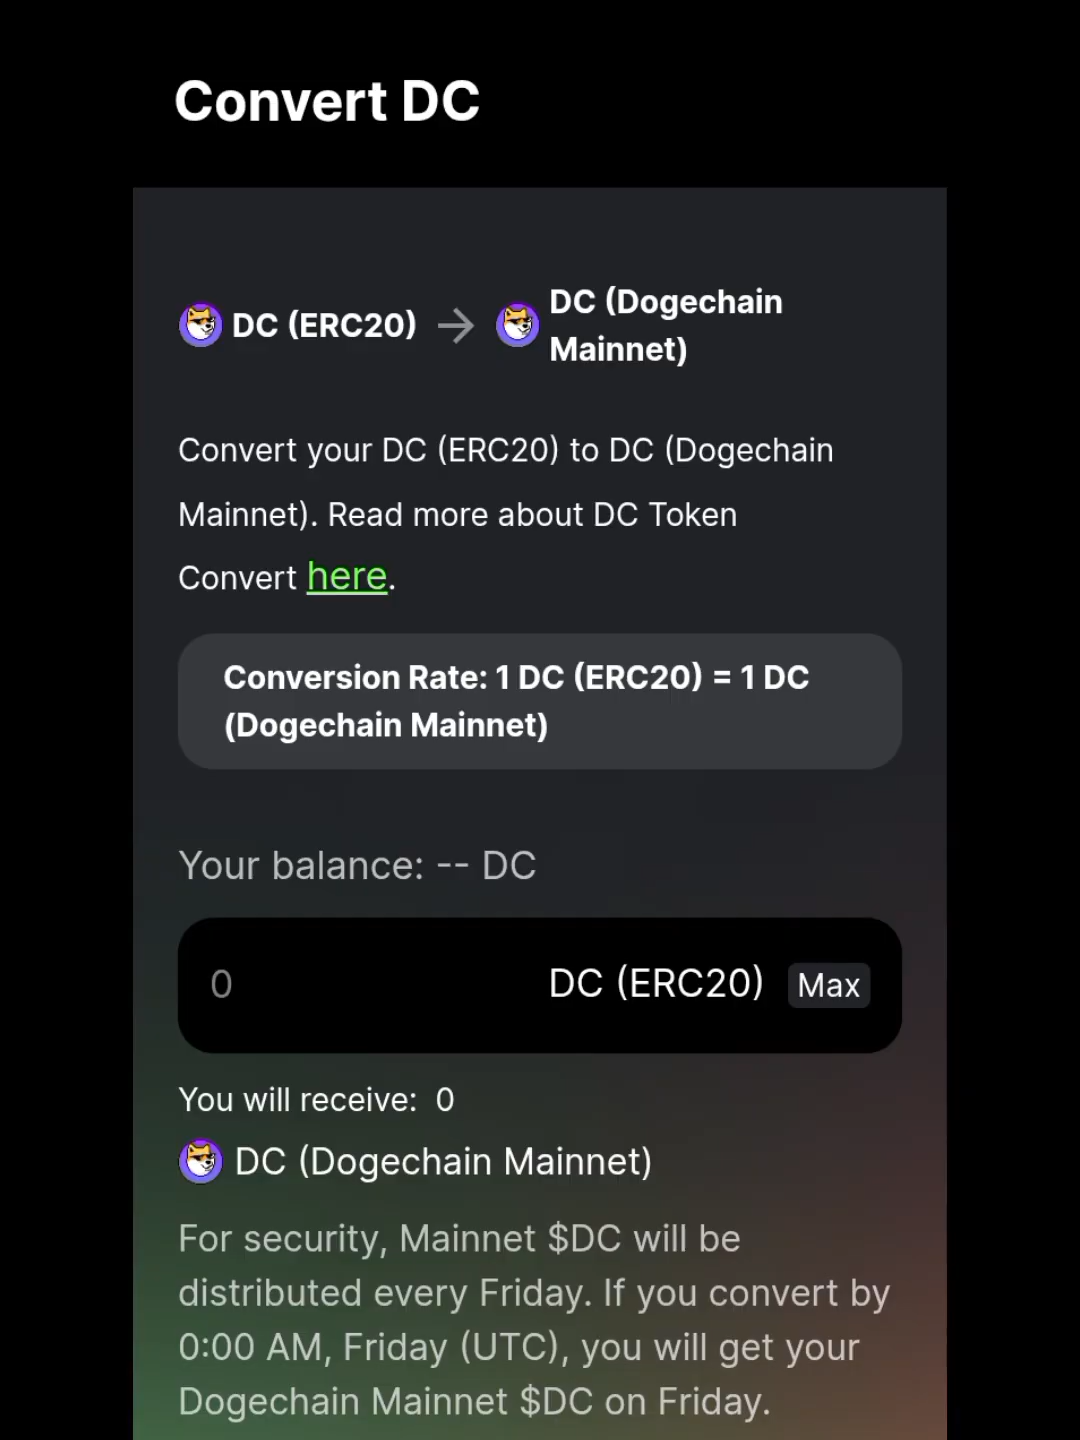 Convert DC
DC (ERC20)
DC (Dogechain
Mainnet)
Convert your DC (ERC20) to DC (Dogechain
Mainnet). Read more about DC Token
Convert here.
Conversion Rate: 1 DC (ERC20) = 1 DC
(Dogechain Mainnet)
Your balance: -- DC
0 DC (ERC20) Max
You will receive: 0
DC (Dogechain Mainnet)
For security, Mainnet $DC will be
distributed every Friday. If you convert by
0:00 AM, Friday (UTC), you will get your
Dogechain Mainnet $DC on Friday.